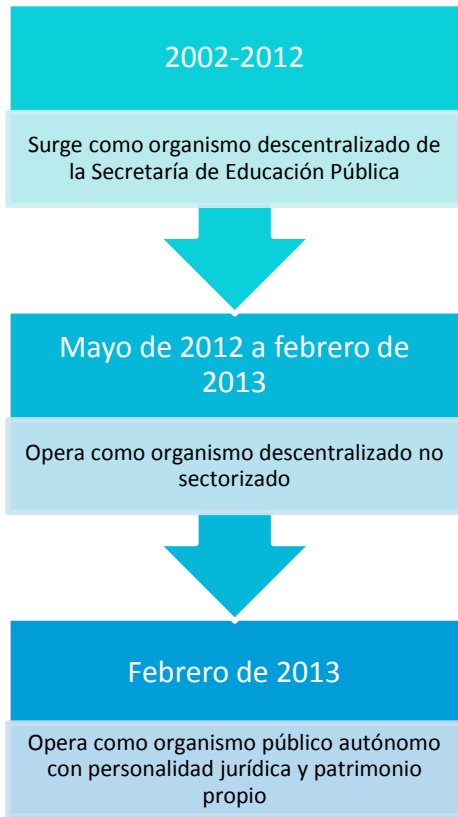 2002-2012
Surge como organismo descentralizado de
la Secretaría de Educación Pública
Mayo de 2012 a febrero de
2013
Opera como organismo descentralizado no
sectorizado
Febrero de 2013
Opera como organismo público autónomo
con personalidad jurídica y patrimonio
propio